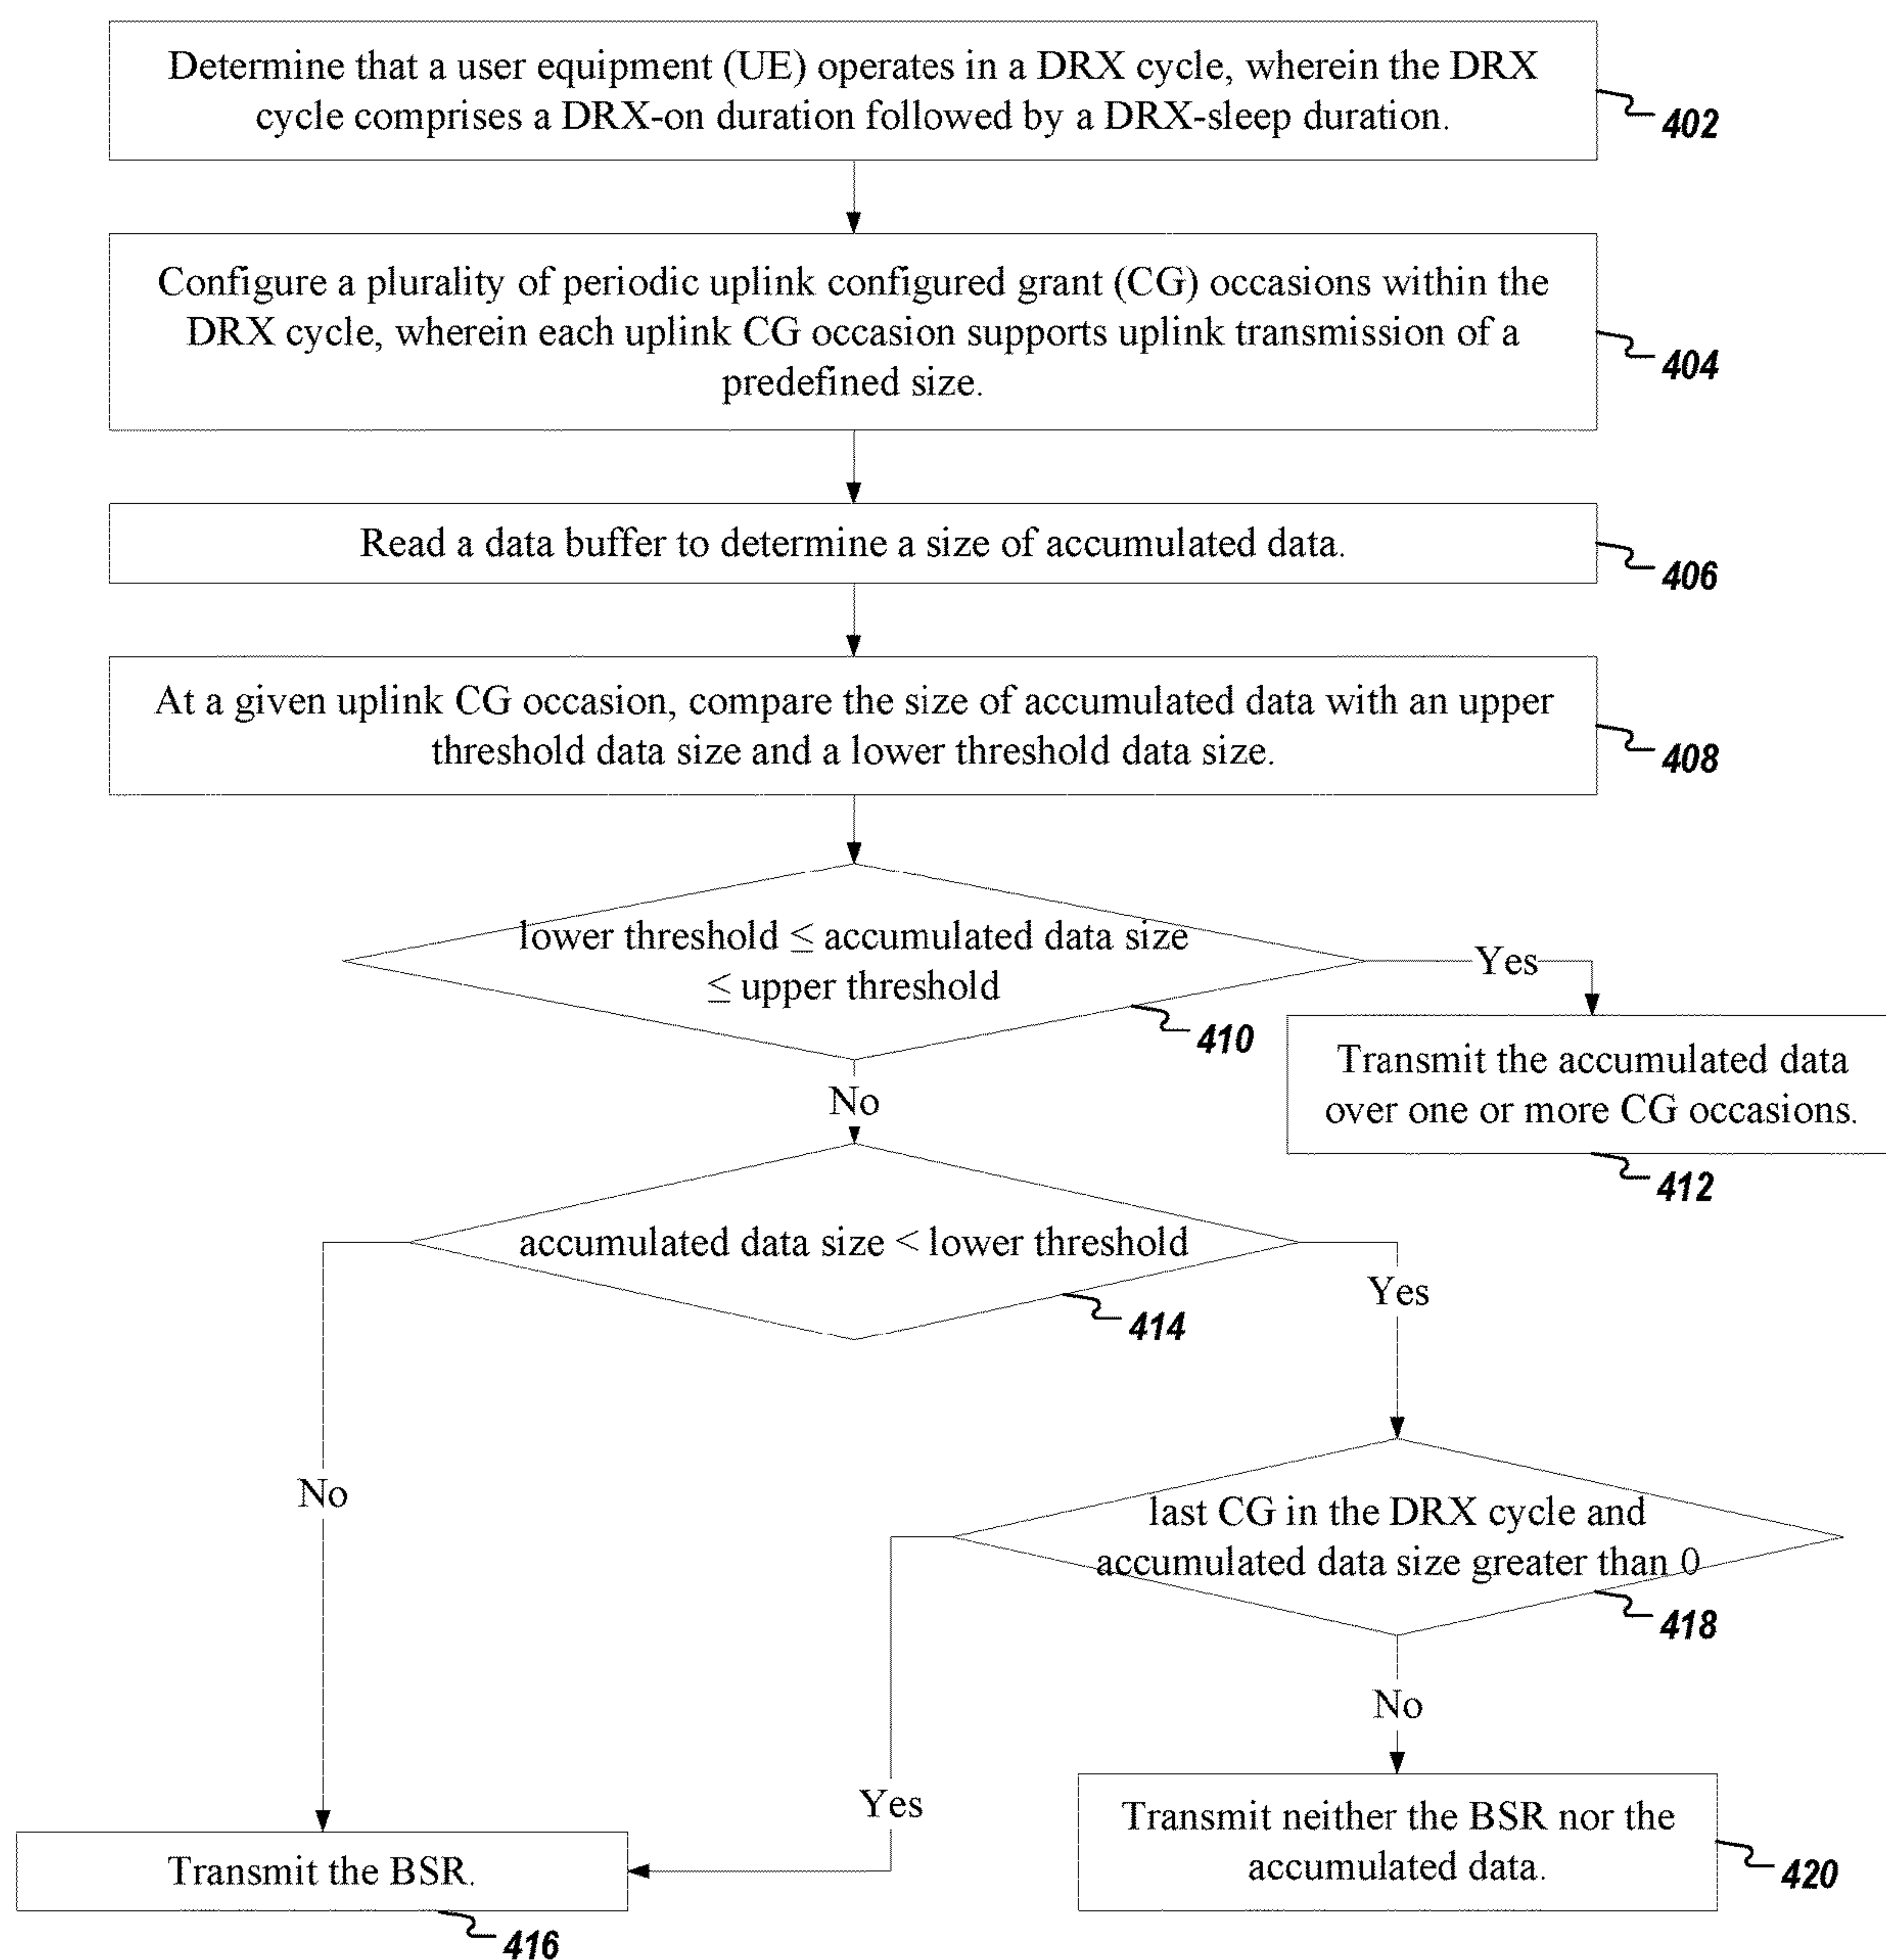 Determine that a user equipment (UE) operates in a DRX cycle, wherein the DRX
cycle comprises a DRX-on duration followed by a DRX-sleep duration.
402
Configure a plurality of periodic uplink configured grant (CG) occasions within the
DRX cycle, wherein each uplink CG occasion supports uplink transmission of a
predefined size.
404
Read a data buffer to determine a size of accumulated data.
406
At a given uplink CG occasion, compare the size of accumulated data with an upper
threshold data size and a lower threshold data size.
408
lower threshold ≤ accumulated data size
≤ upper threshold
410
Yes
Transmit the accumulated data
over one or more CG occasions.
412
No
accumulated data size < lower threshold
414
Yes
No
last CG in the DRX cycle and
accumulated data size greater than 0
418
No
Yes
Transmit neither the BSR nor the
accumulated data.
420
Transmit the BSR.
416